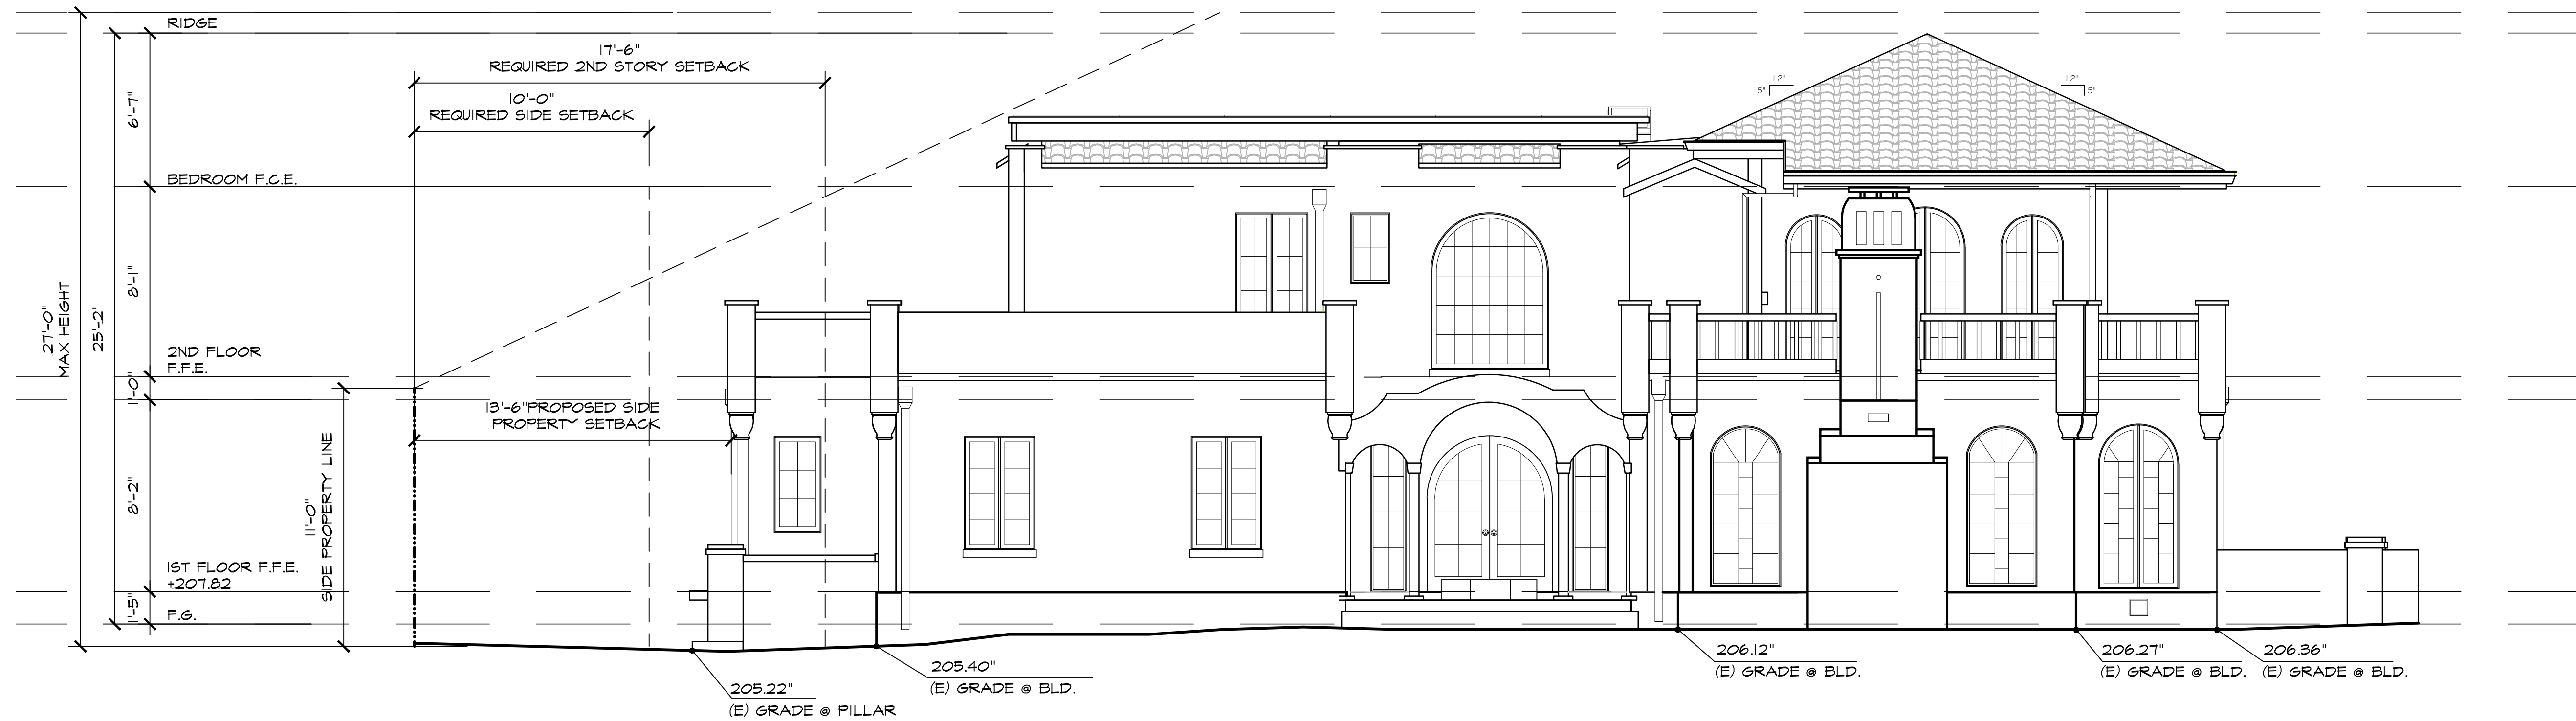 RIDGE
17'-6"
REQUIRED 2ND STORY SETBACK
10'-0"
REQUIRED SIDE SETBACK
12"
5"
12"
5"
6'-7"
BEDROOM F.C.E.
8'-1"
27'-0"
MAX HEIGHT
25'-2"
2ND FLOOR
F.F.E.
1'-0"
13'-6"PROPOSED SIDE
PROPERTY SETBACK
8'-2"
11'-0"
SIDE PROPERTY LINE
1ST FLOOR F.F.E.
+207.82
1'-5"
F.G.
205.22"
(E) GRADE @ PILLAR
205.40"
(E) GRADE @ BLD.
206.12"
(E) GRADE @ BLD.
206.27"
(E) GRADE @ BLD.
206.36"
(E) GRADE @ BLD.